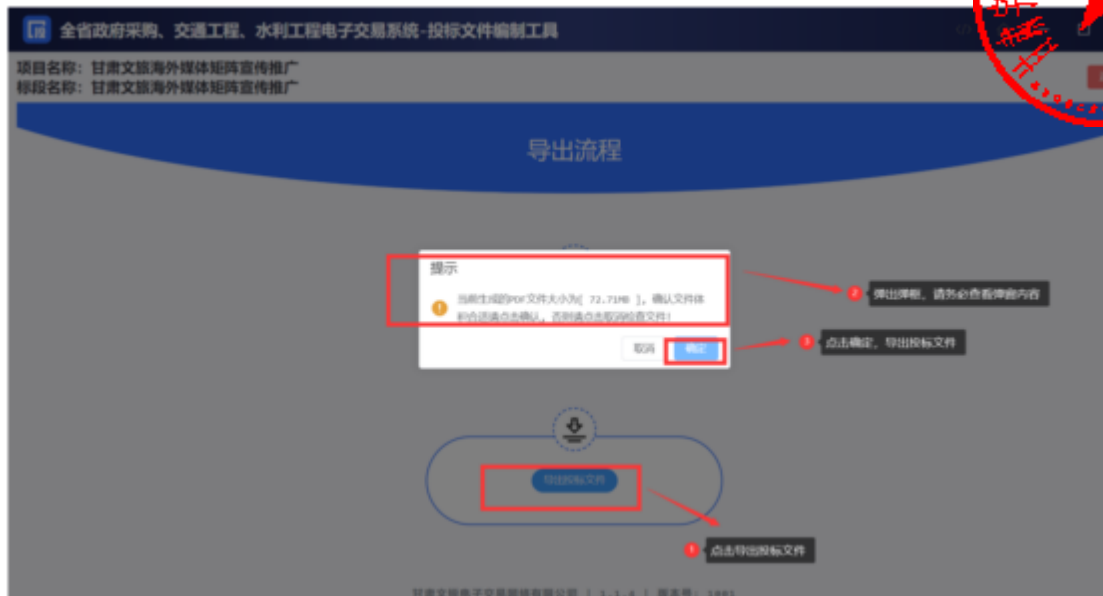 全省政府采购、交通工程、水利工程电子交易系统-投标文件编制工具
项目名称：甘肃文旅海外媒体矩阵宣传推广
标段名称：甘肃文旅海外媒体矩阵宣传推广
导出流程
提示
当前生成的PDF文件大小为[ 72.71MB ]，确认文件体
积合适请点击确认，否则请点击取消检查文件！
取消
确定
2 弹出弹框，请务必查看弹窗内容
3 点击确定，导出投标文件
导出投标文件
1 点击导出投标文件